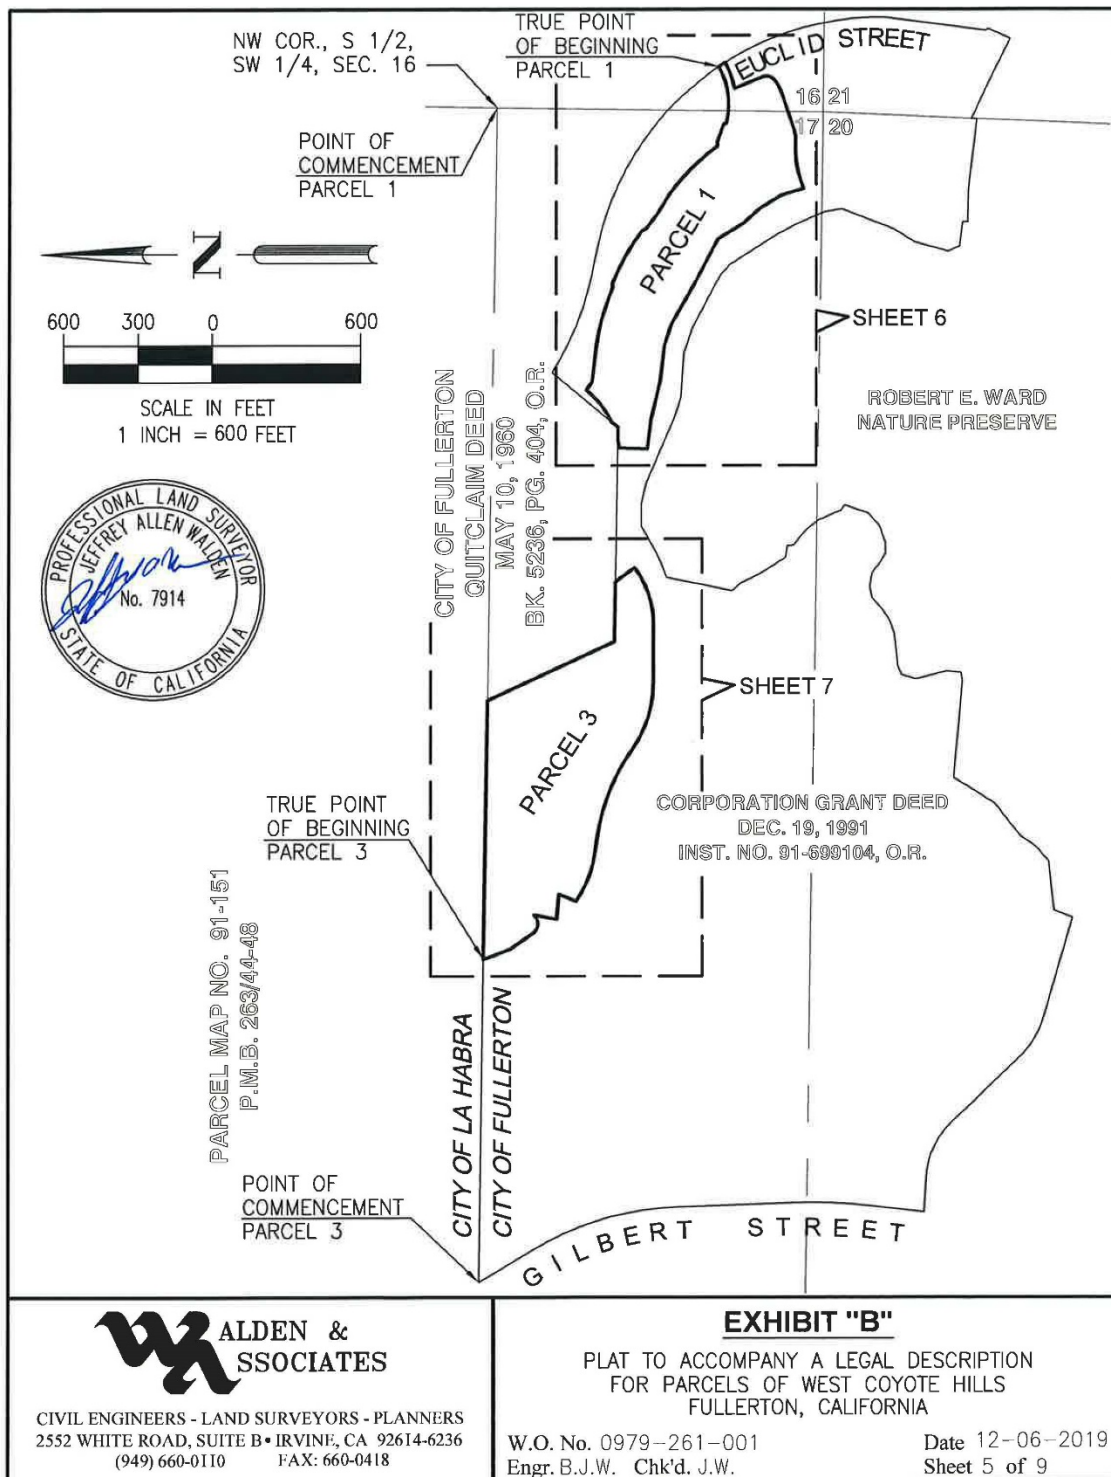 TRUE POINT
OF BEGINNING
PARCEL 1
NW COR., S 1/2,
SW 1/4, SEC. 16
EUCLID STREET
16 21
17 20
POINT OF
COMMENCEMENT
PARCEL 1
PARCEL 1
N
600 300 0 600
SCALE IN FEET
1 INCH = 600 FEET
SHEET 6
ROBERT E. WARD
NATURE PRESERVE
CITY OF FULLERTON
QUITCLAIM DEED
MAY 10, 1960
BK. 5236, PG. 404, O.R.
PROFESSIONAL LAND SURVEYOR
JEFFREY ALLEN WALDEN
No. 7914
STATE OF CALIFORNIA
SHEET 7
PARCEL 3
TRUE POINT
OF BEGINNING
PARCEL 3
CORPORATION GRANT DEED
DEC. 19, 1991
INST. NO. 91-699104, O.R.
PARCEL MAP NO. 91-151
P.M.B. 263/44-48
CITY OF LA HABRA
CITY OF FULLERTON
POINT OF
COMMENCEMENT
PARCEL 3
GILBERT STREET
WALDEN &
ASSOCIATES
CIVIL ENGINEERS - LAND SURVEYORS - PLANNERS
2552 WHITE ROAD, SUITE B • IRVINE, CA 92614-6236
(949) 660-0110 FAX: 660-0418
EXHIBIT "B"
PLAT TO ACCOMPANY A LEGAL DESCRIPTION
FOR PARCELS OF WEST COYOTE HILLS
FULLERTON, CALIFORNIA
W.O. No. 0979-261-001 Date 12-06-2019
Engr. B.J.W. Chk'd. J.W. Sheet 5 of 9